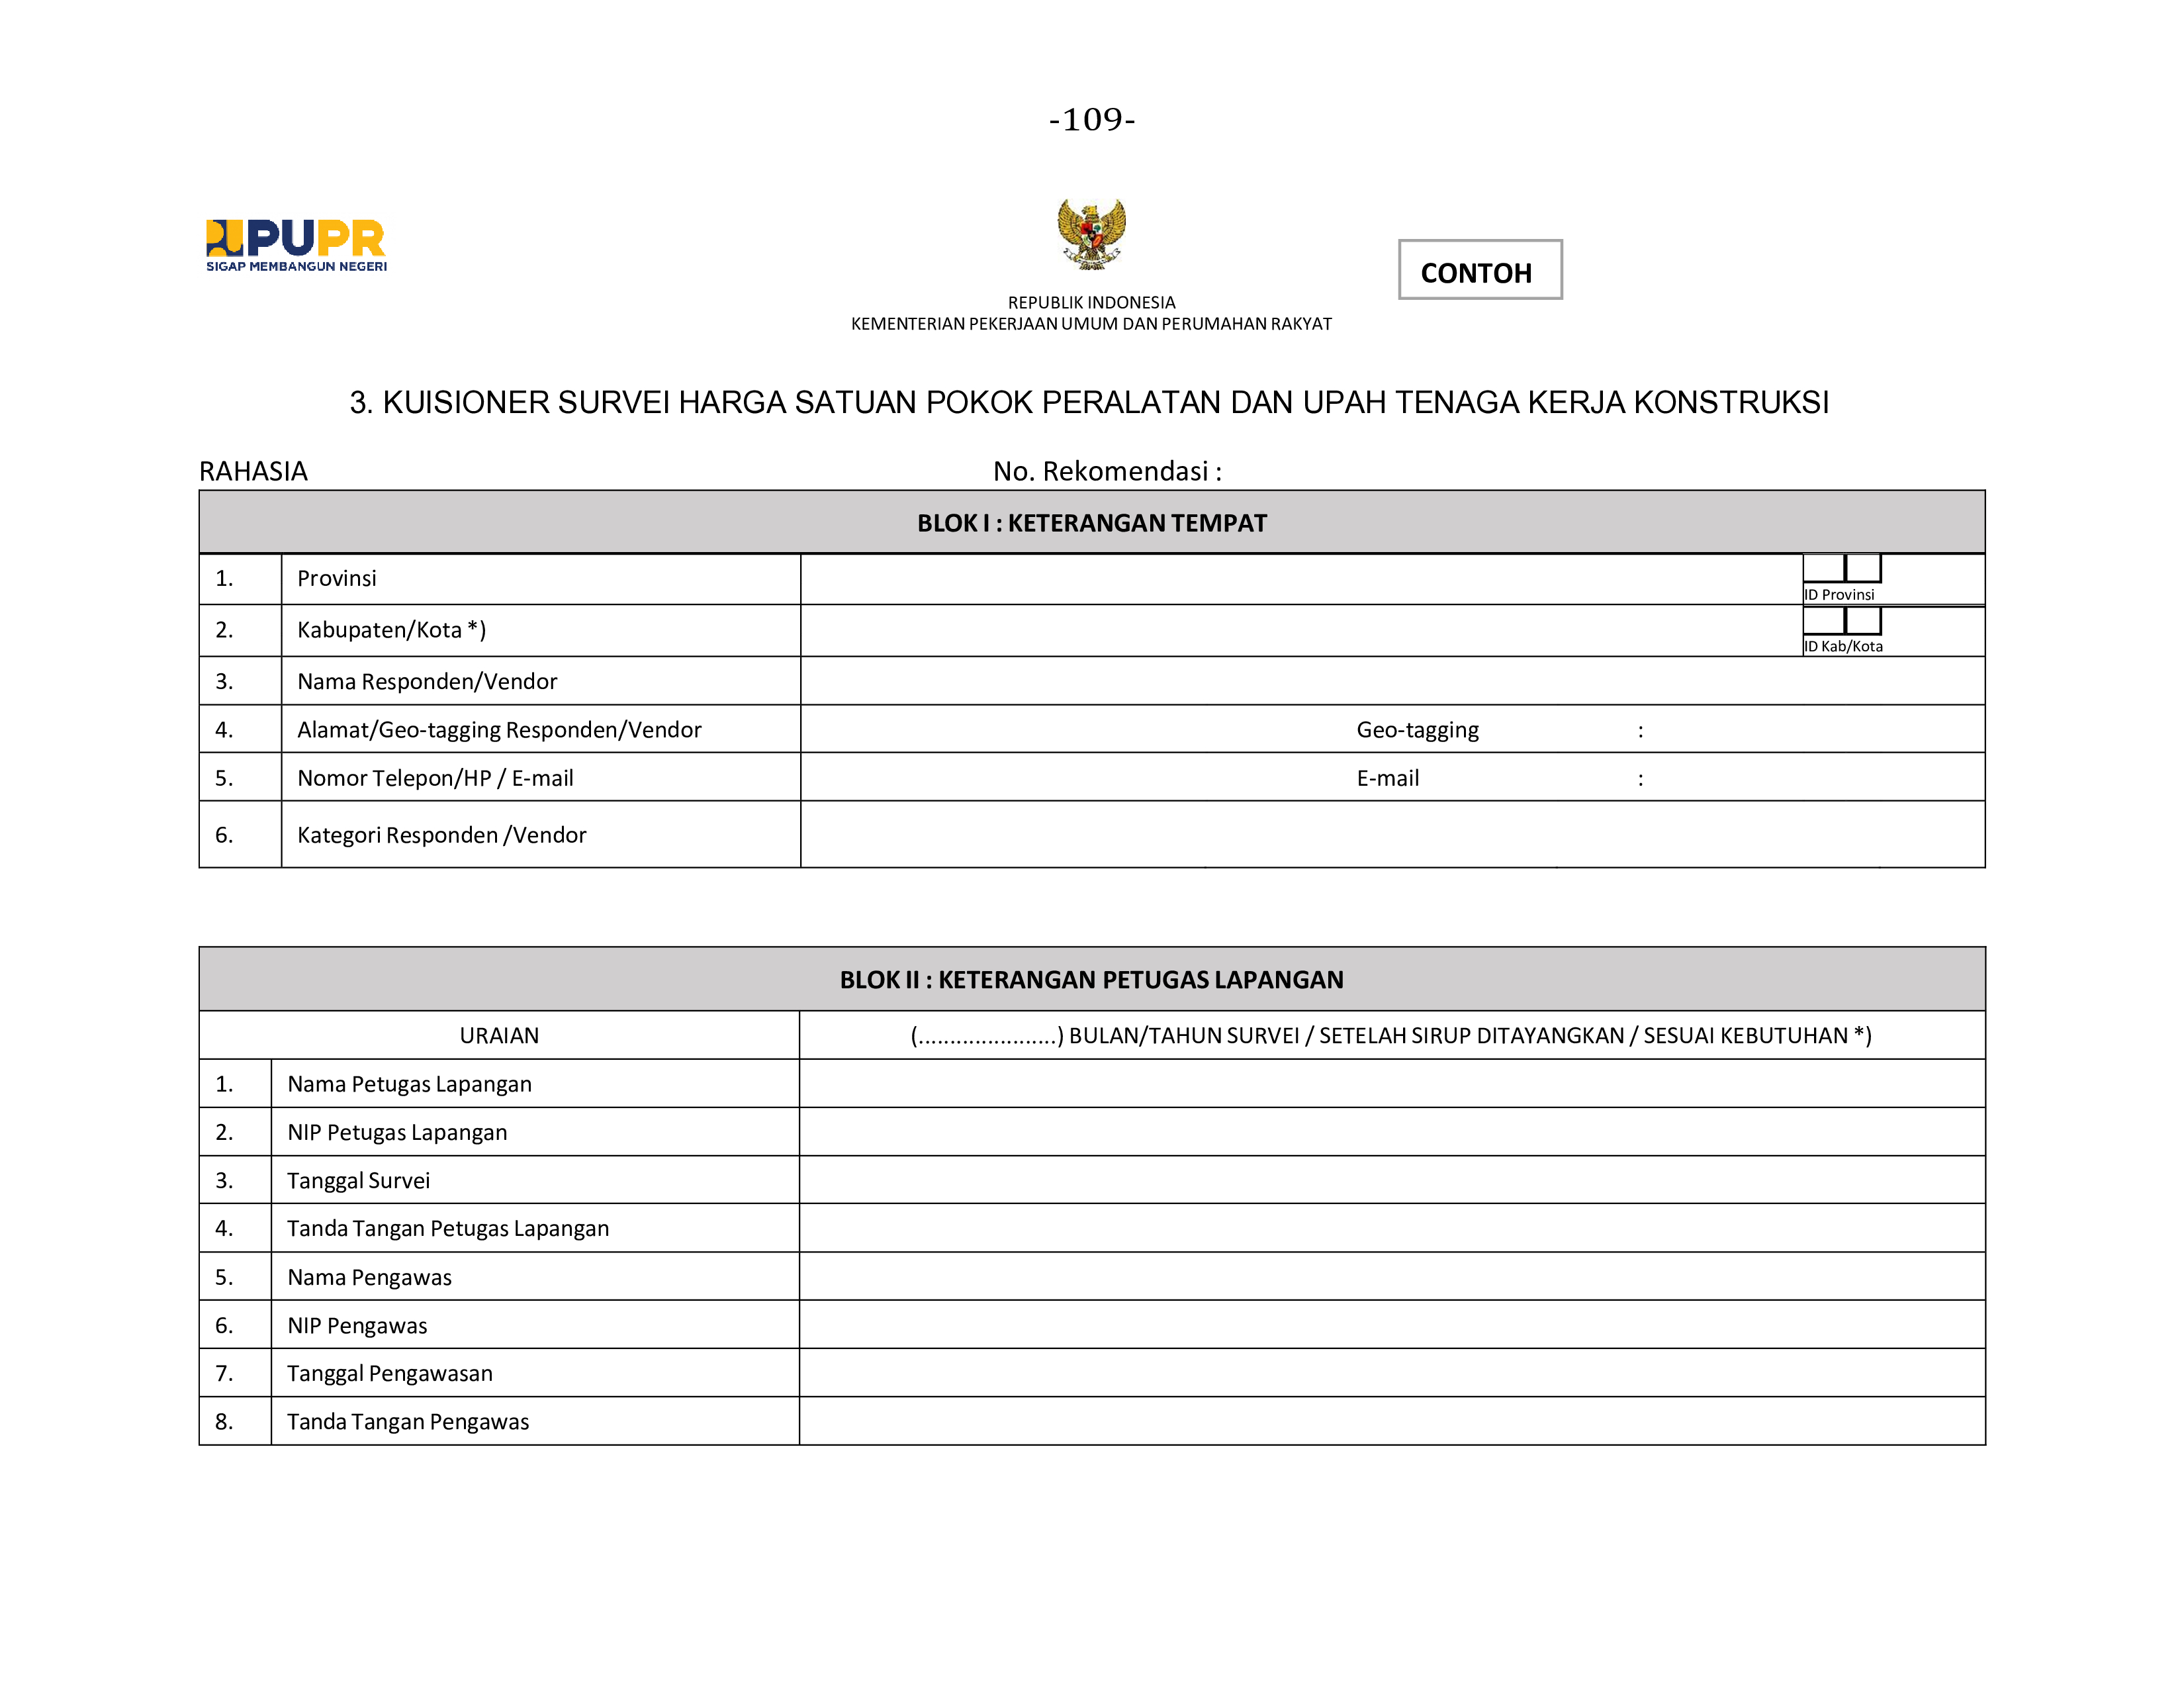 -109-
PUPR
SIGAP MEMBANGUN NEGERI
CONTOH
REPUBLIK INDONESIA
KEMENTERIAN PEKERJAAN UMUM DAN PERUMAHAN RAKYAT
3. KUISIONER SURVEI HARGA SATUAN POKOK PERALATAN DAN UPAH TENAGA KERJA KONSTRUKSI
RAHASIA No. Rekomendasi :
BLOK I : KETERANGAN TEMPAT
1. Provinsi
ID Provinsi
2. Kabupaten/Kota *)
ID Kab/Kota
3. Nama Responden/Vendor
4. Alamat/Geo-tagging Responden/Vendor Geo-tagging :
5. Nomor Telepon/HP / E-mail E-mail :
6. Kategori Responden /Vendor
BLOK II : KETERANGAN PETUGAS LAPANGAN
URAIAN (......................) BULAN/TAHUN SURVEI / SETELAH SIRUP DITAYANGKAN / SESUAI KEBUTUHAN *)
1. Nama Petugas Lapangan
2. NIP Petugas Lapangan
3. Tanggal Survei
4. Tanda Tangan Petugas Lapangan
5. Nama Pengawas
6. NIP Pengawas
7. Tanggal Pengawasan
8. Tanda Tangan Pengawas